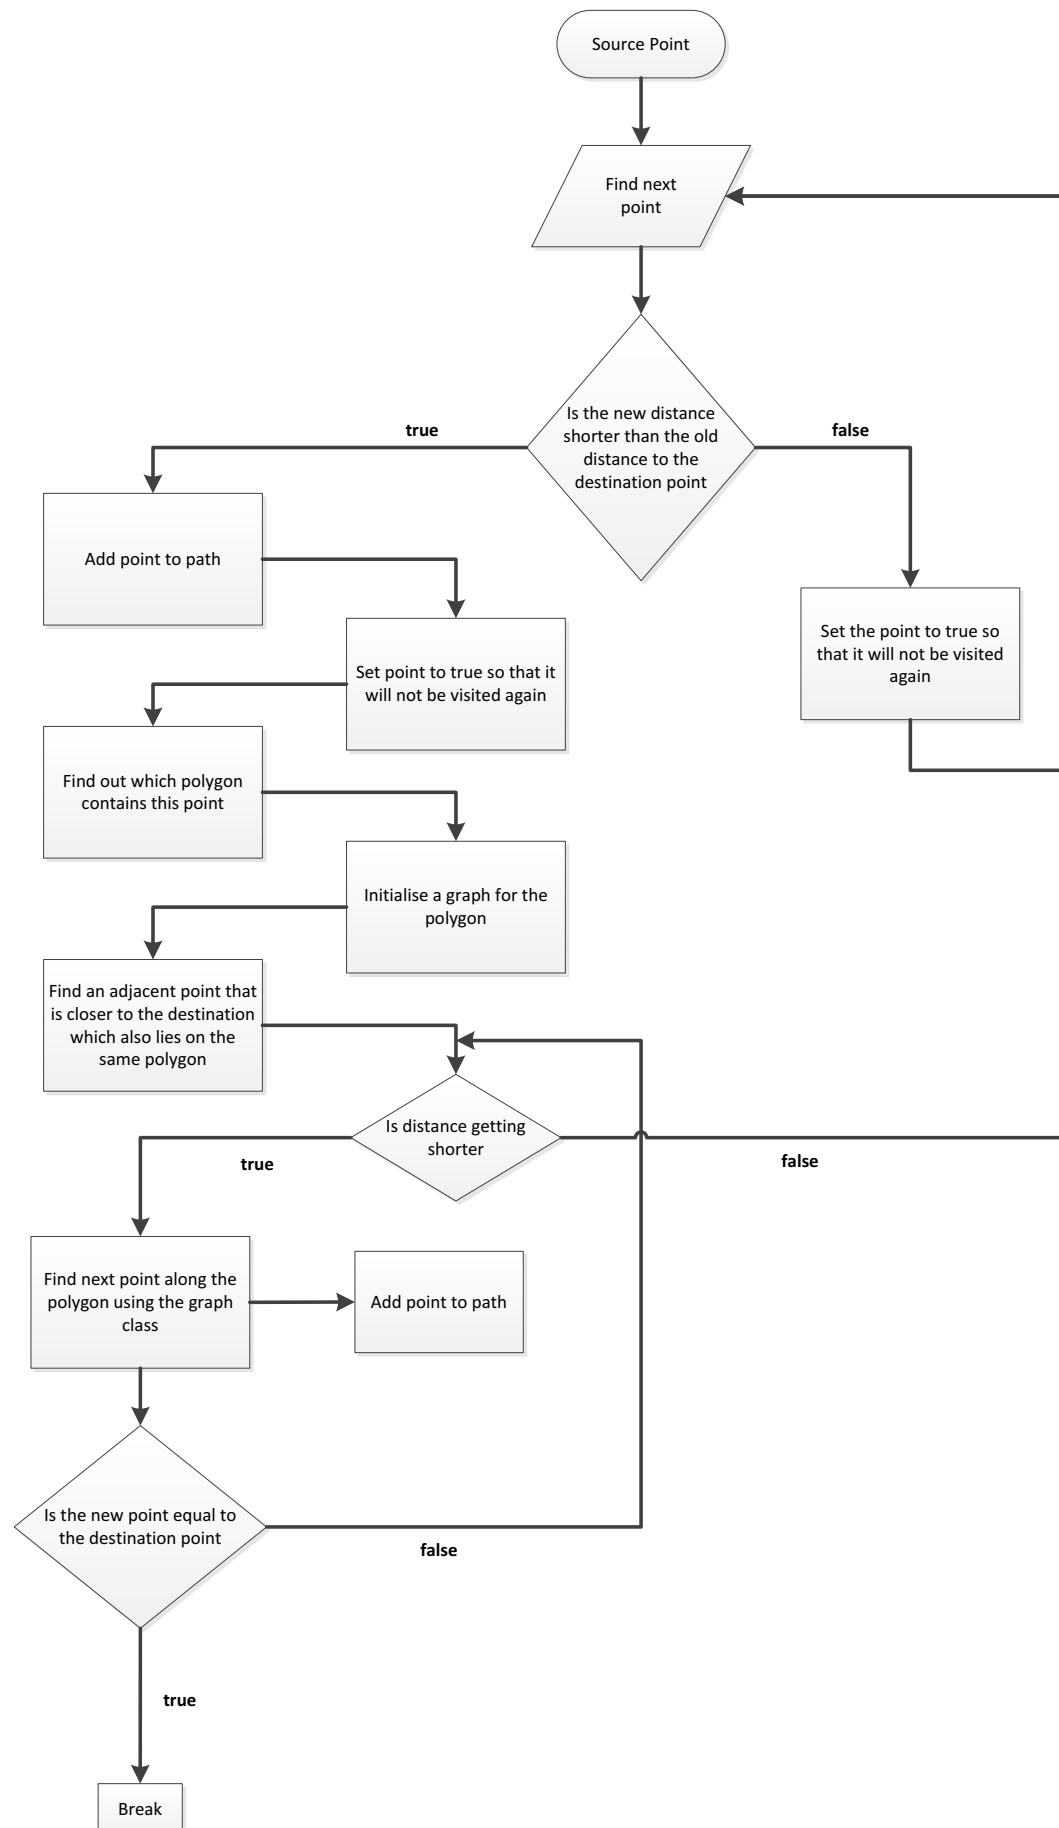 Source Point
Find next
point
Is the new distance
shorter than the old
distance to the
destination point
true
false
Add point to path
Set point to true so that it
will not be visited again
Set the point to true so
that it will not be visited
again
Find out which polygon
contains this point
Initialise a graph for the
polygon
Find an adjacent point that
is closer to the destination
which also lies on the
same polygon
Is distance getting
shorter
true
false
Find next point along the
polygon using the graph
class
Add point to path
Is the new point equal to
the destination point
false
true
Break